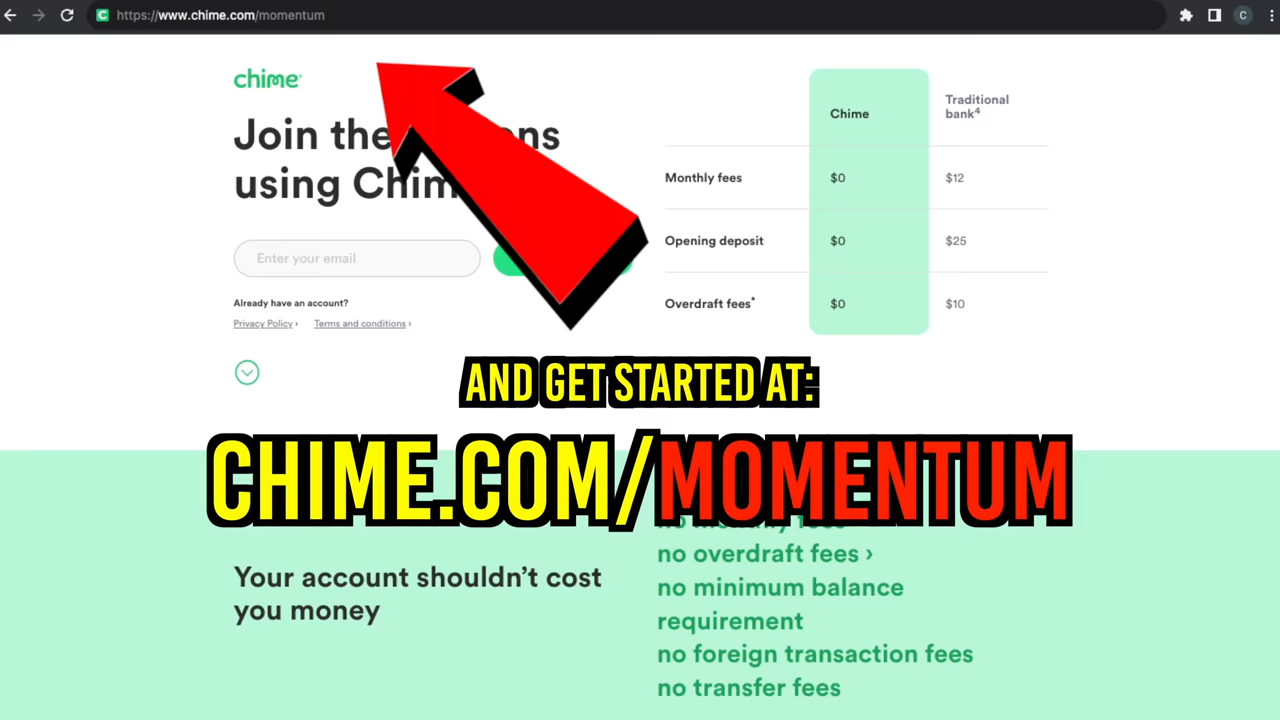 https://www.chime.com/momentum
C
chime
Join the
using Chim
Enter your email
Already have an account?
Privacy Policy ›
Terms and conditions ›
Chime
Traditional
bank4
Monthly fees
$0
$12
Opening deposit
$0
$25
Overdraft fees*
$0
$10
AND GET STARTED AT:
CHIME.COM/MOMENTUM
Your account shouldn't cost
you money
no monthly fees
no overdraft fees ›
no minimum balance
requirement
no foreign transaction fees
no transfer fees